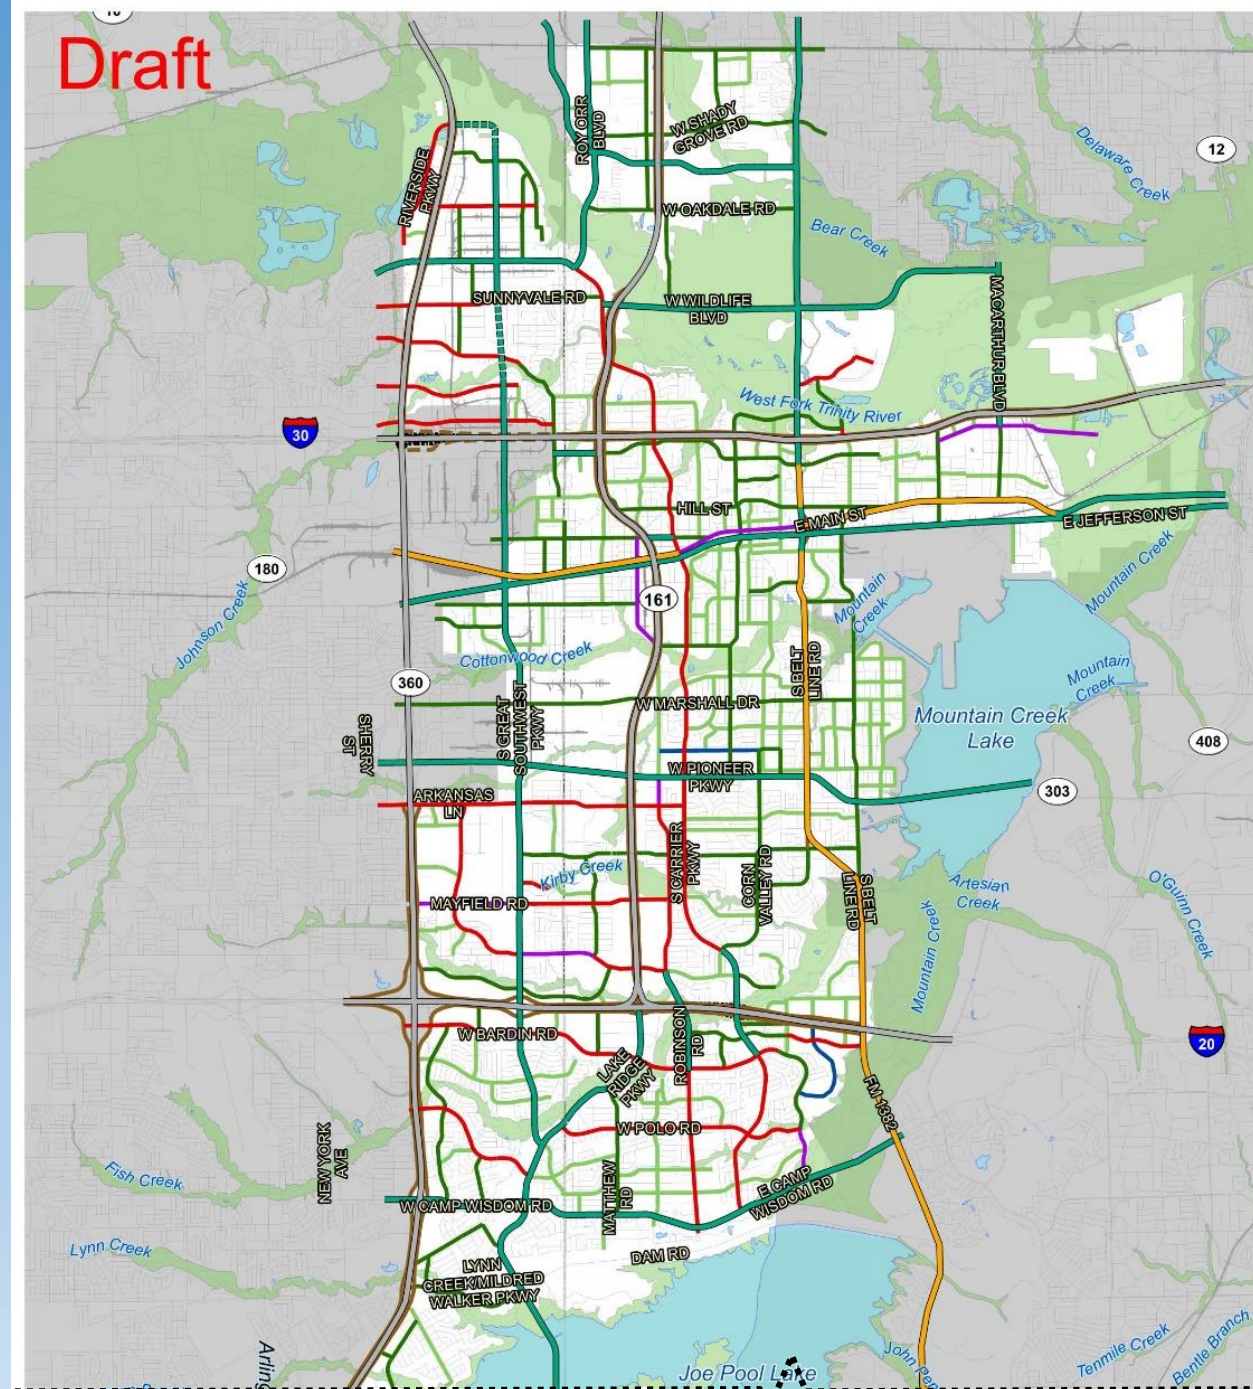 Draft
ROY ORR
BLVD
W SHADY
GROVE RD
Delaware Creek
12
RIVERSIDE
PKWY
W OAKDALE RD
Bear Creek
SUNNYVALE RD
W WILDLIFE
BLVD
MACARTHUR BLVD
West Fork Trinity River
30
HILL ST
E MAIN ST
E JEFFERSON ST
180
161
Mountain
Creek
Mountain Creek
Johnson Creek
Cottonwood Creek
360
S BELT
LINE RD
Mountain
Creek
W MARSHALL DR
S GREAT
SOUTHWEST
PKWY
SHERRY
ST
Mountain Creek
Lake
408
W PIONEER
PKWY
303
ARKANSAS
LN
S CARRIER
PKWY
CORN
VALLEY RD
Kirby Creek
MAYFIELD RD
S BELT
LINE RD
Artesian
Creek
O'Guinn Creek
Mountain Creek
W BARDIN RD
LAKE
RIDGE
PKWY
ROBINSON
RD
20
FM 1382
W POLO RD
NEW YORK
AVE
Fish Creek
MATTHEW
RD
E CAMP
WISDOM RD
W CAMP WISDOM RD
Lynn Creek
DAM RD
LYNN
CREEK/MILDRED
WALKER PKWY
Joe Pool Lake
Tenmile Creek
Bentle Branch